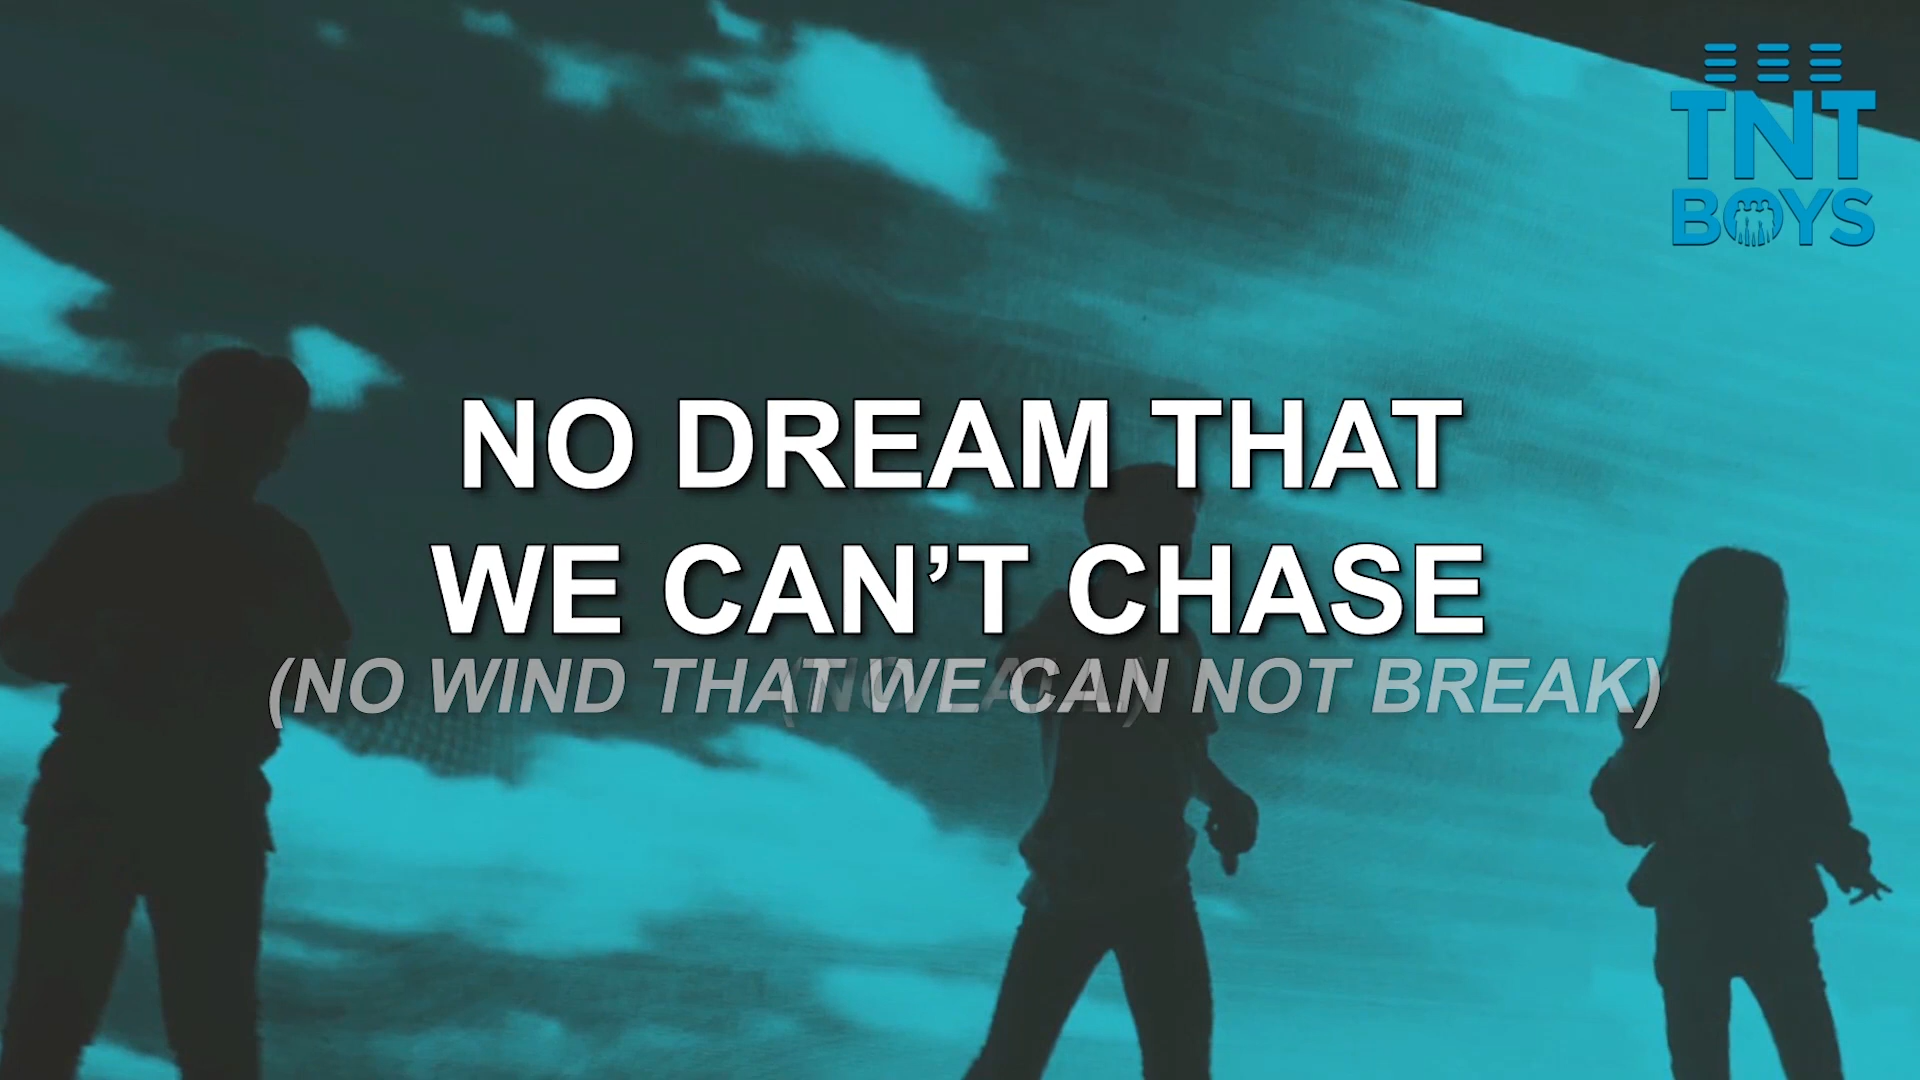 TNT
BOYS
NO DREAM THAT
WE CAN’T CHASE
(NO WIND THAT WE CAN NOT BREAK)